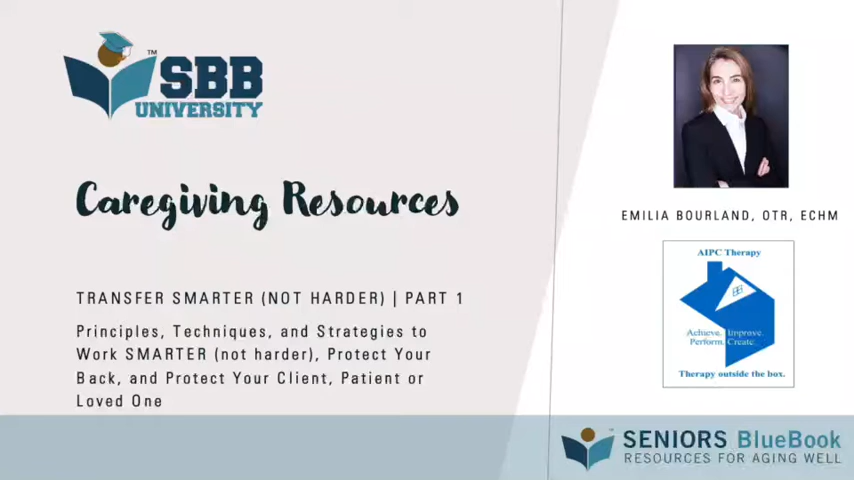 ™
SBB
UNIVERSITY
Caregiving Resources
TRANSFER SMARTER (NOT HARDER) | PART 1
Principles, Techniques, and Strategies to
Work SMARTER (not harder), Protect Your
Back, and Protect Your Client, Patient or
Loved One
EMILIA BOURLAND, OTR, ECHM
AIPC Therapy
Achieve. Improve.
Perform. Create.
Therapy outside the box.
™
SENIORS BlueBook
RESOURCES FOR AGING WELL